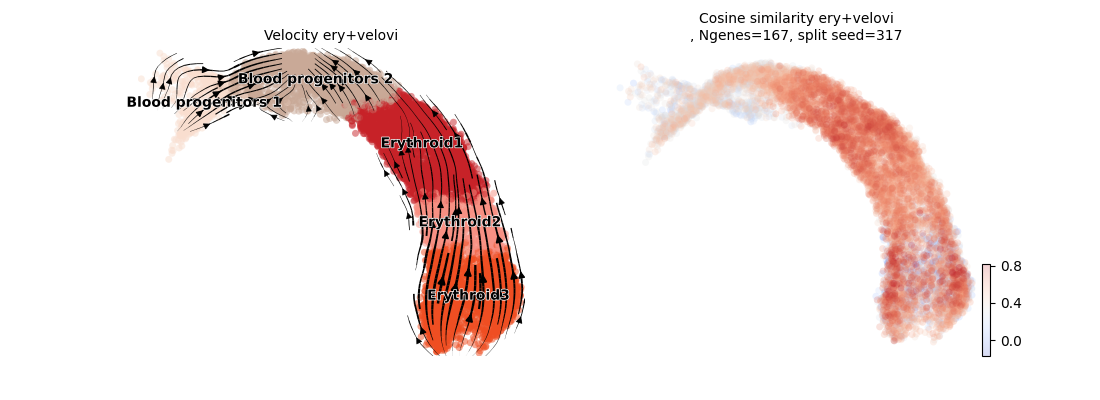 Velocity ery+velovi
Blood progenitors 2
Blood progenitors 1
Erythroid1
Erythroid2
Erythroid3
Cosine similarity ery+velovi
, Ngenes=167, split seed=317
0.8
0.4
0.0